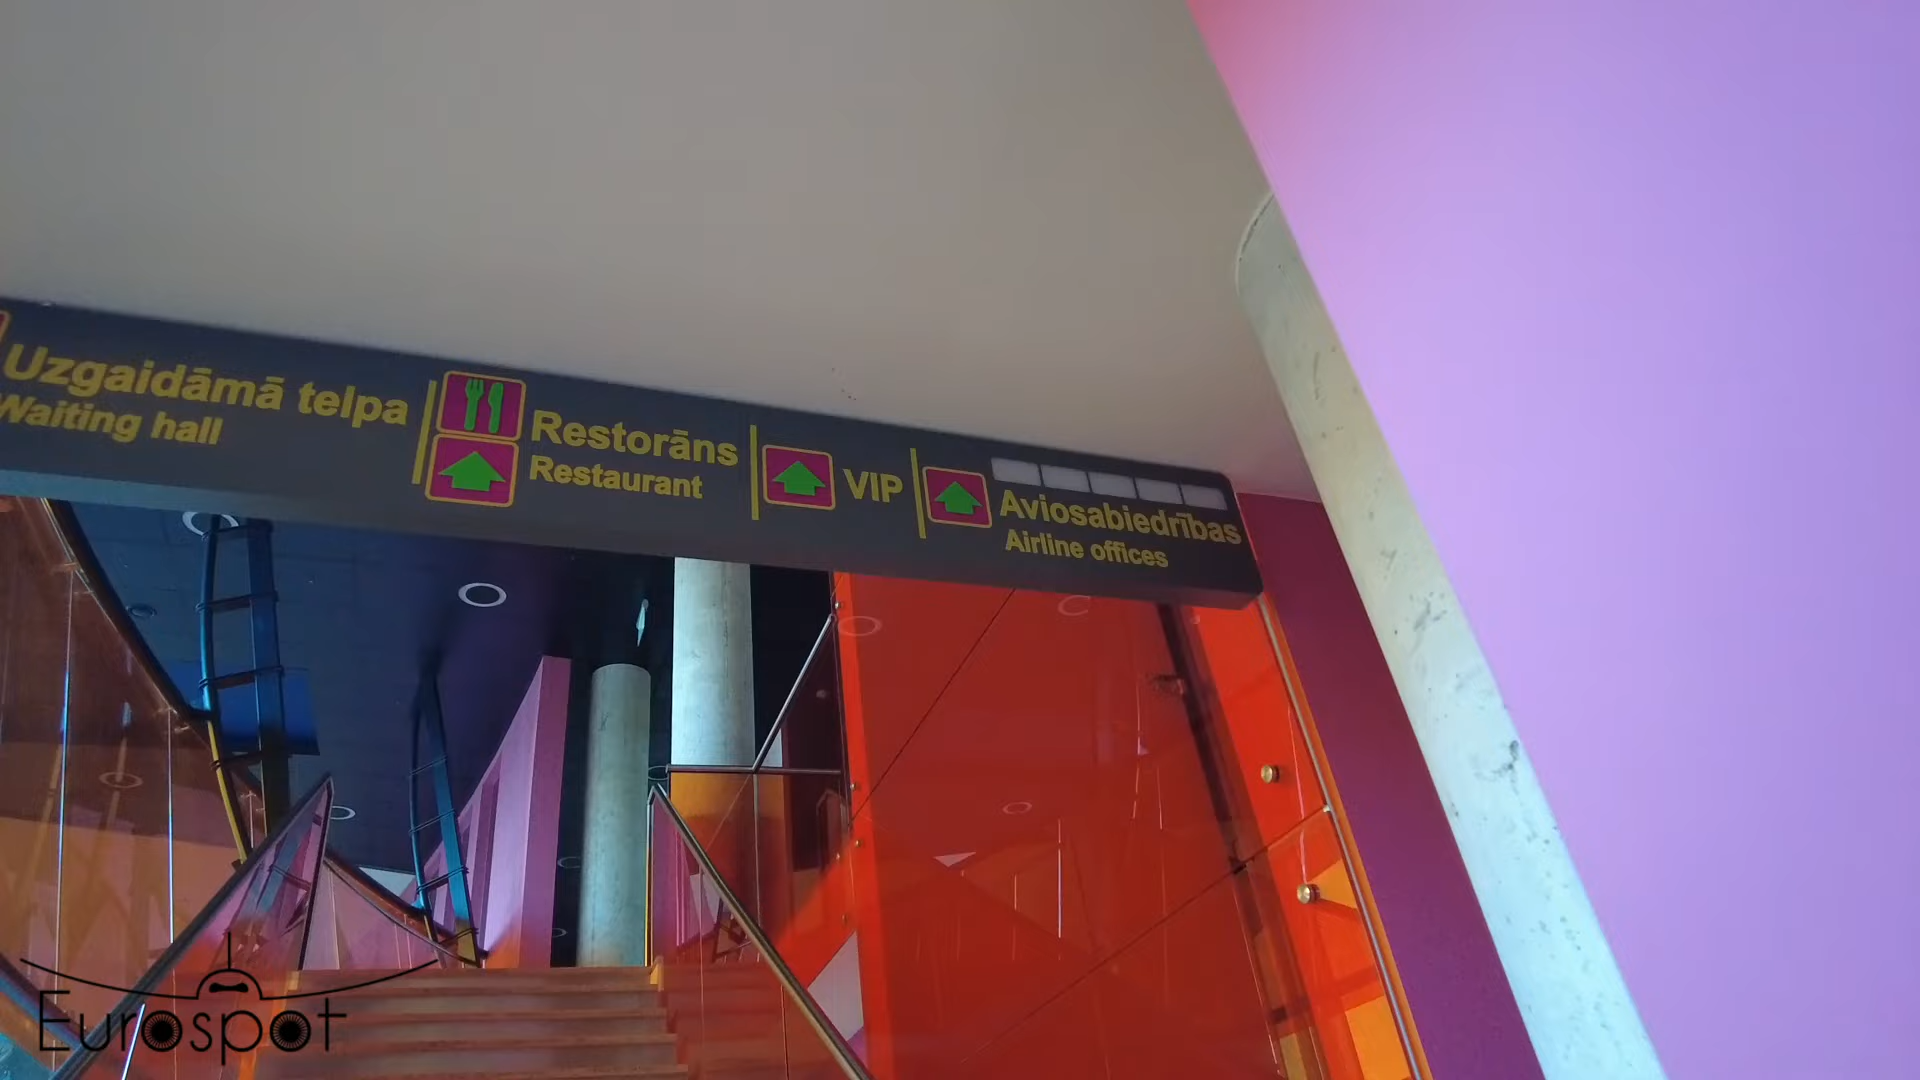 Uzgaidāmā telpa
Waiting hall
Restorāns
Restaurant
VIP
Aviosabiedrības
Airline offices
Eurospot